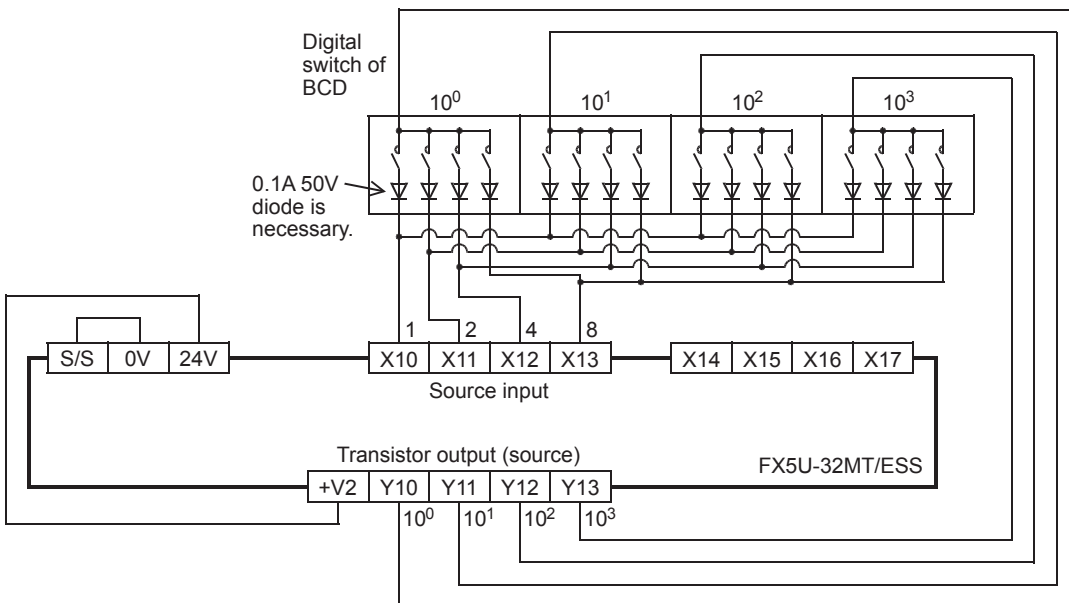 Digital
switch of
BCD
10⁰ 10¹ 10² 10³
0.1A 50V
diode is
necessary.
1 2 4 8
S/S 0V 24V X10 X11 X12 X13 X14 X15 X16 X17
Source input
Transistor output (source)
FX5U-32MT/ESS
+V2 Y10 Y11 Y12 Y13
10⁰ 10¹ 10² 10³